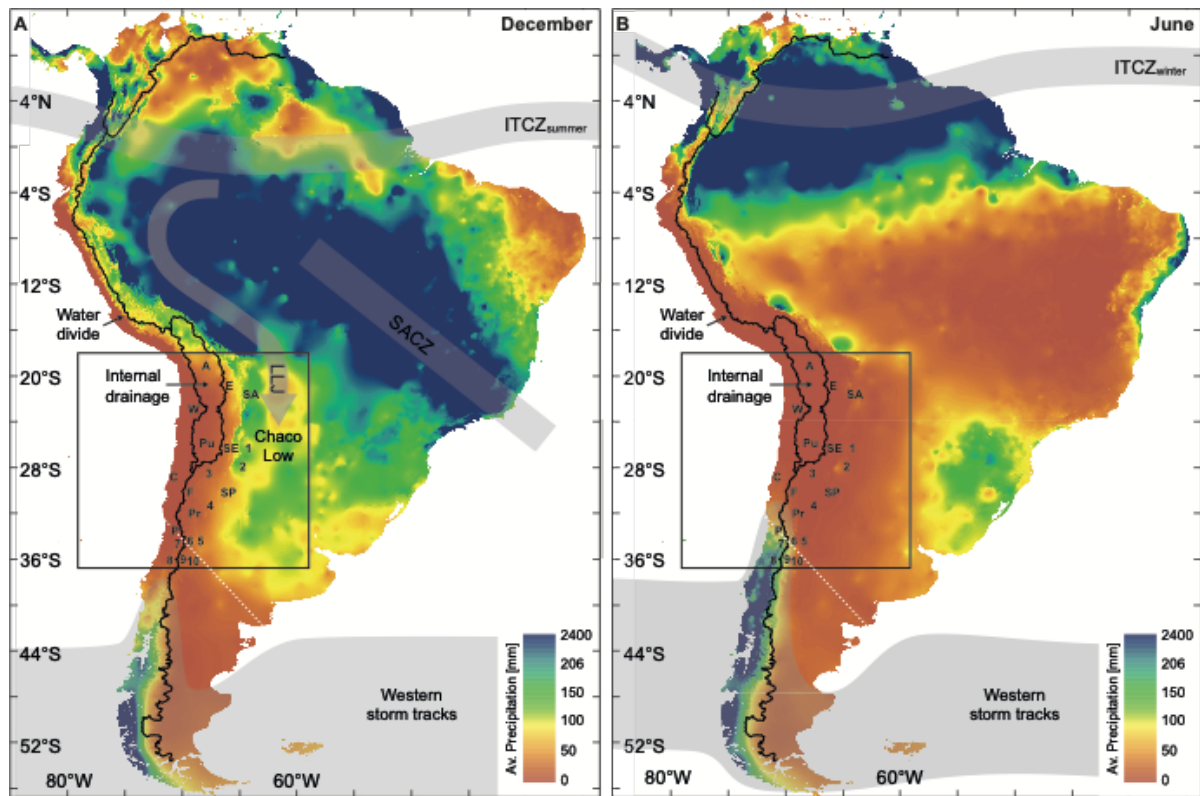 A
December
ITCZsummer
4°N
4°S
12°S
Water
divide
SACZ
20°S
Internal
drainage
A
E
SA
LLJ
W
Chaco
Low
Pu
SE
1
2
28°S
3
C
F
SP
4
Pr
P
7
6
5
36°S
8
9
10
44°S
Western
storm tracks
52°S
80°W
60°W
Av. Precipitation [mm]
2400
206
150
100
50
0
B
June
ITCZwinter
4°N
4°S
12°S
Water
divide
20°S
Internal
drainage
A
E
SA
W
Pu
SE
1
2
28°S
3
C
F
SP
4
Pr
P
7
6
5
36°S
8
9
10
44°S
Western
storm tracks
52°S
80°W
60°W
Av. Precipitation [mm]
2400
206
150
100
50
0